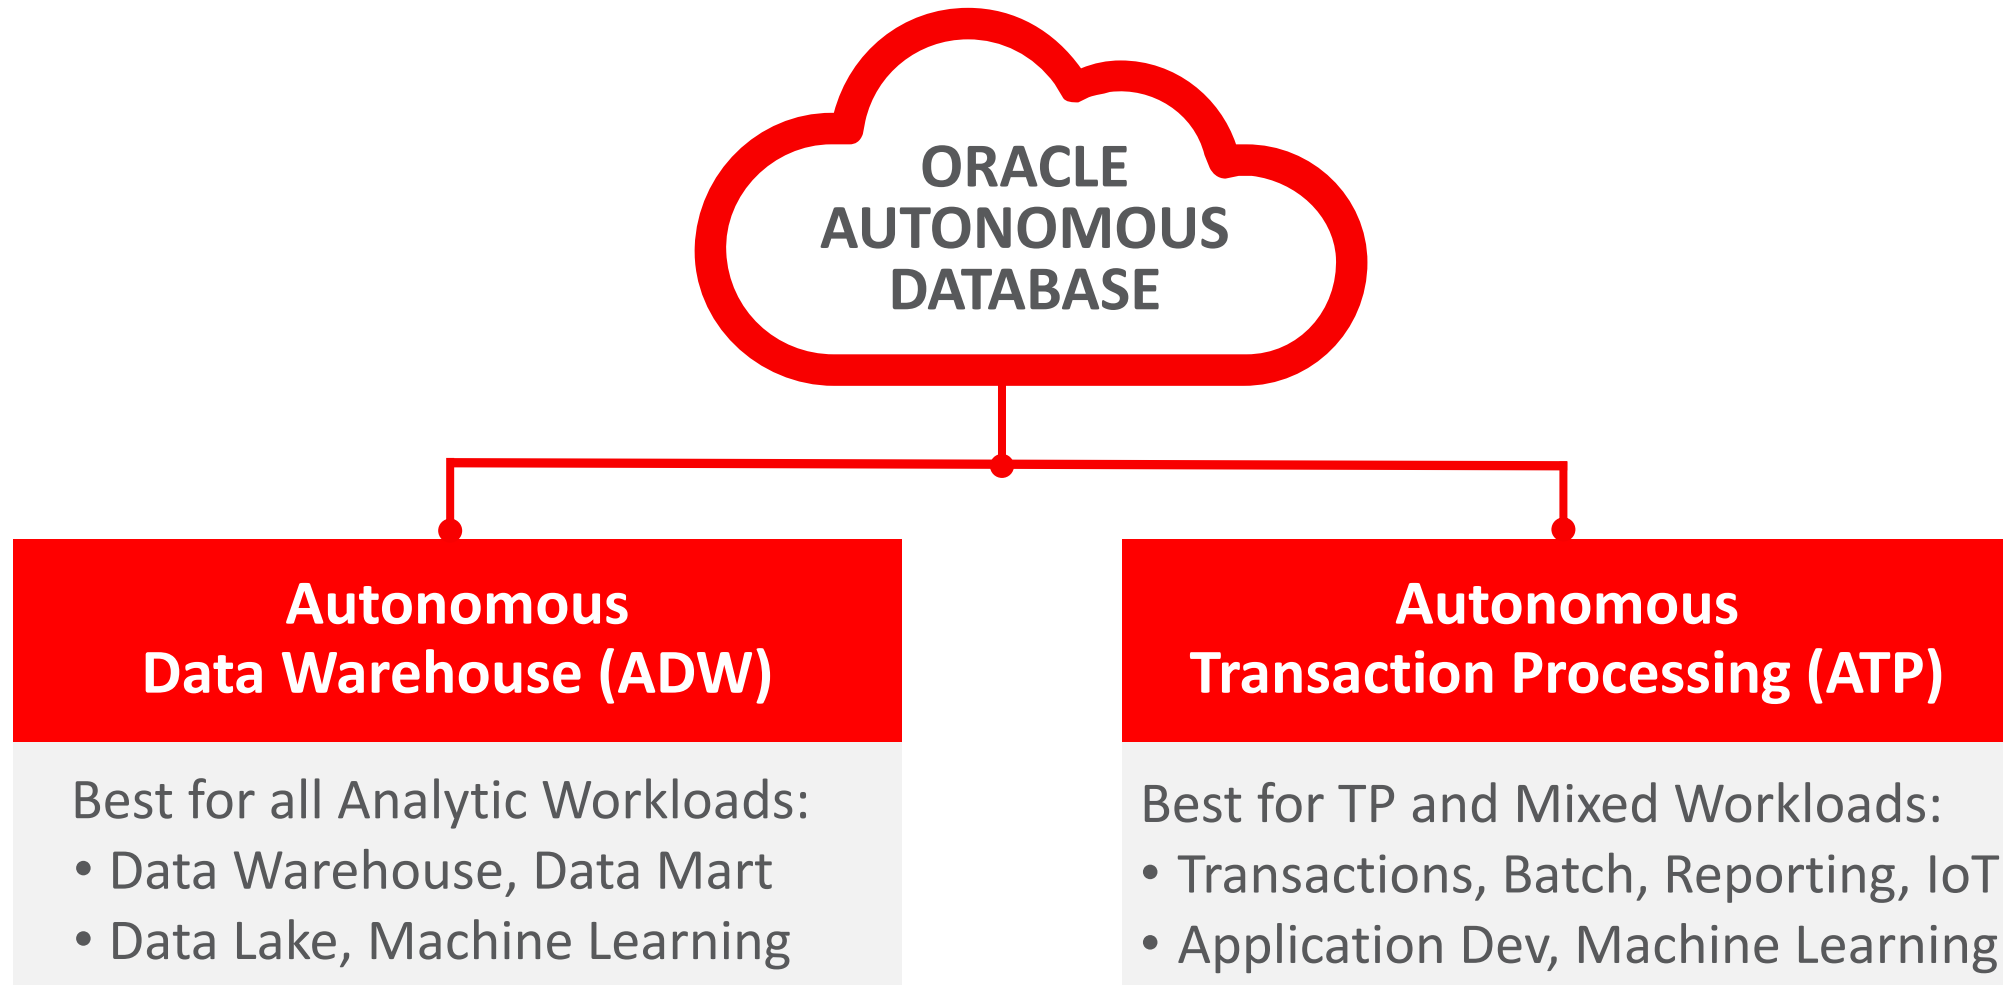 ORACLE
AUTONOMOUS
DATABASE
Autonomous
Data Warehouse (ADW)
Best for all Analytic Workloads:
• Data Warehouse, Data Mart
• Data Lake, Machine Learning
Autonomous
Transaction Processing (ATP)
Best for TP and Mixed Workloads:
• Transactions, Batch, Reporting, IoT
• Application Dev, Machine Learning